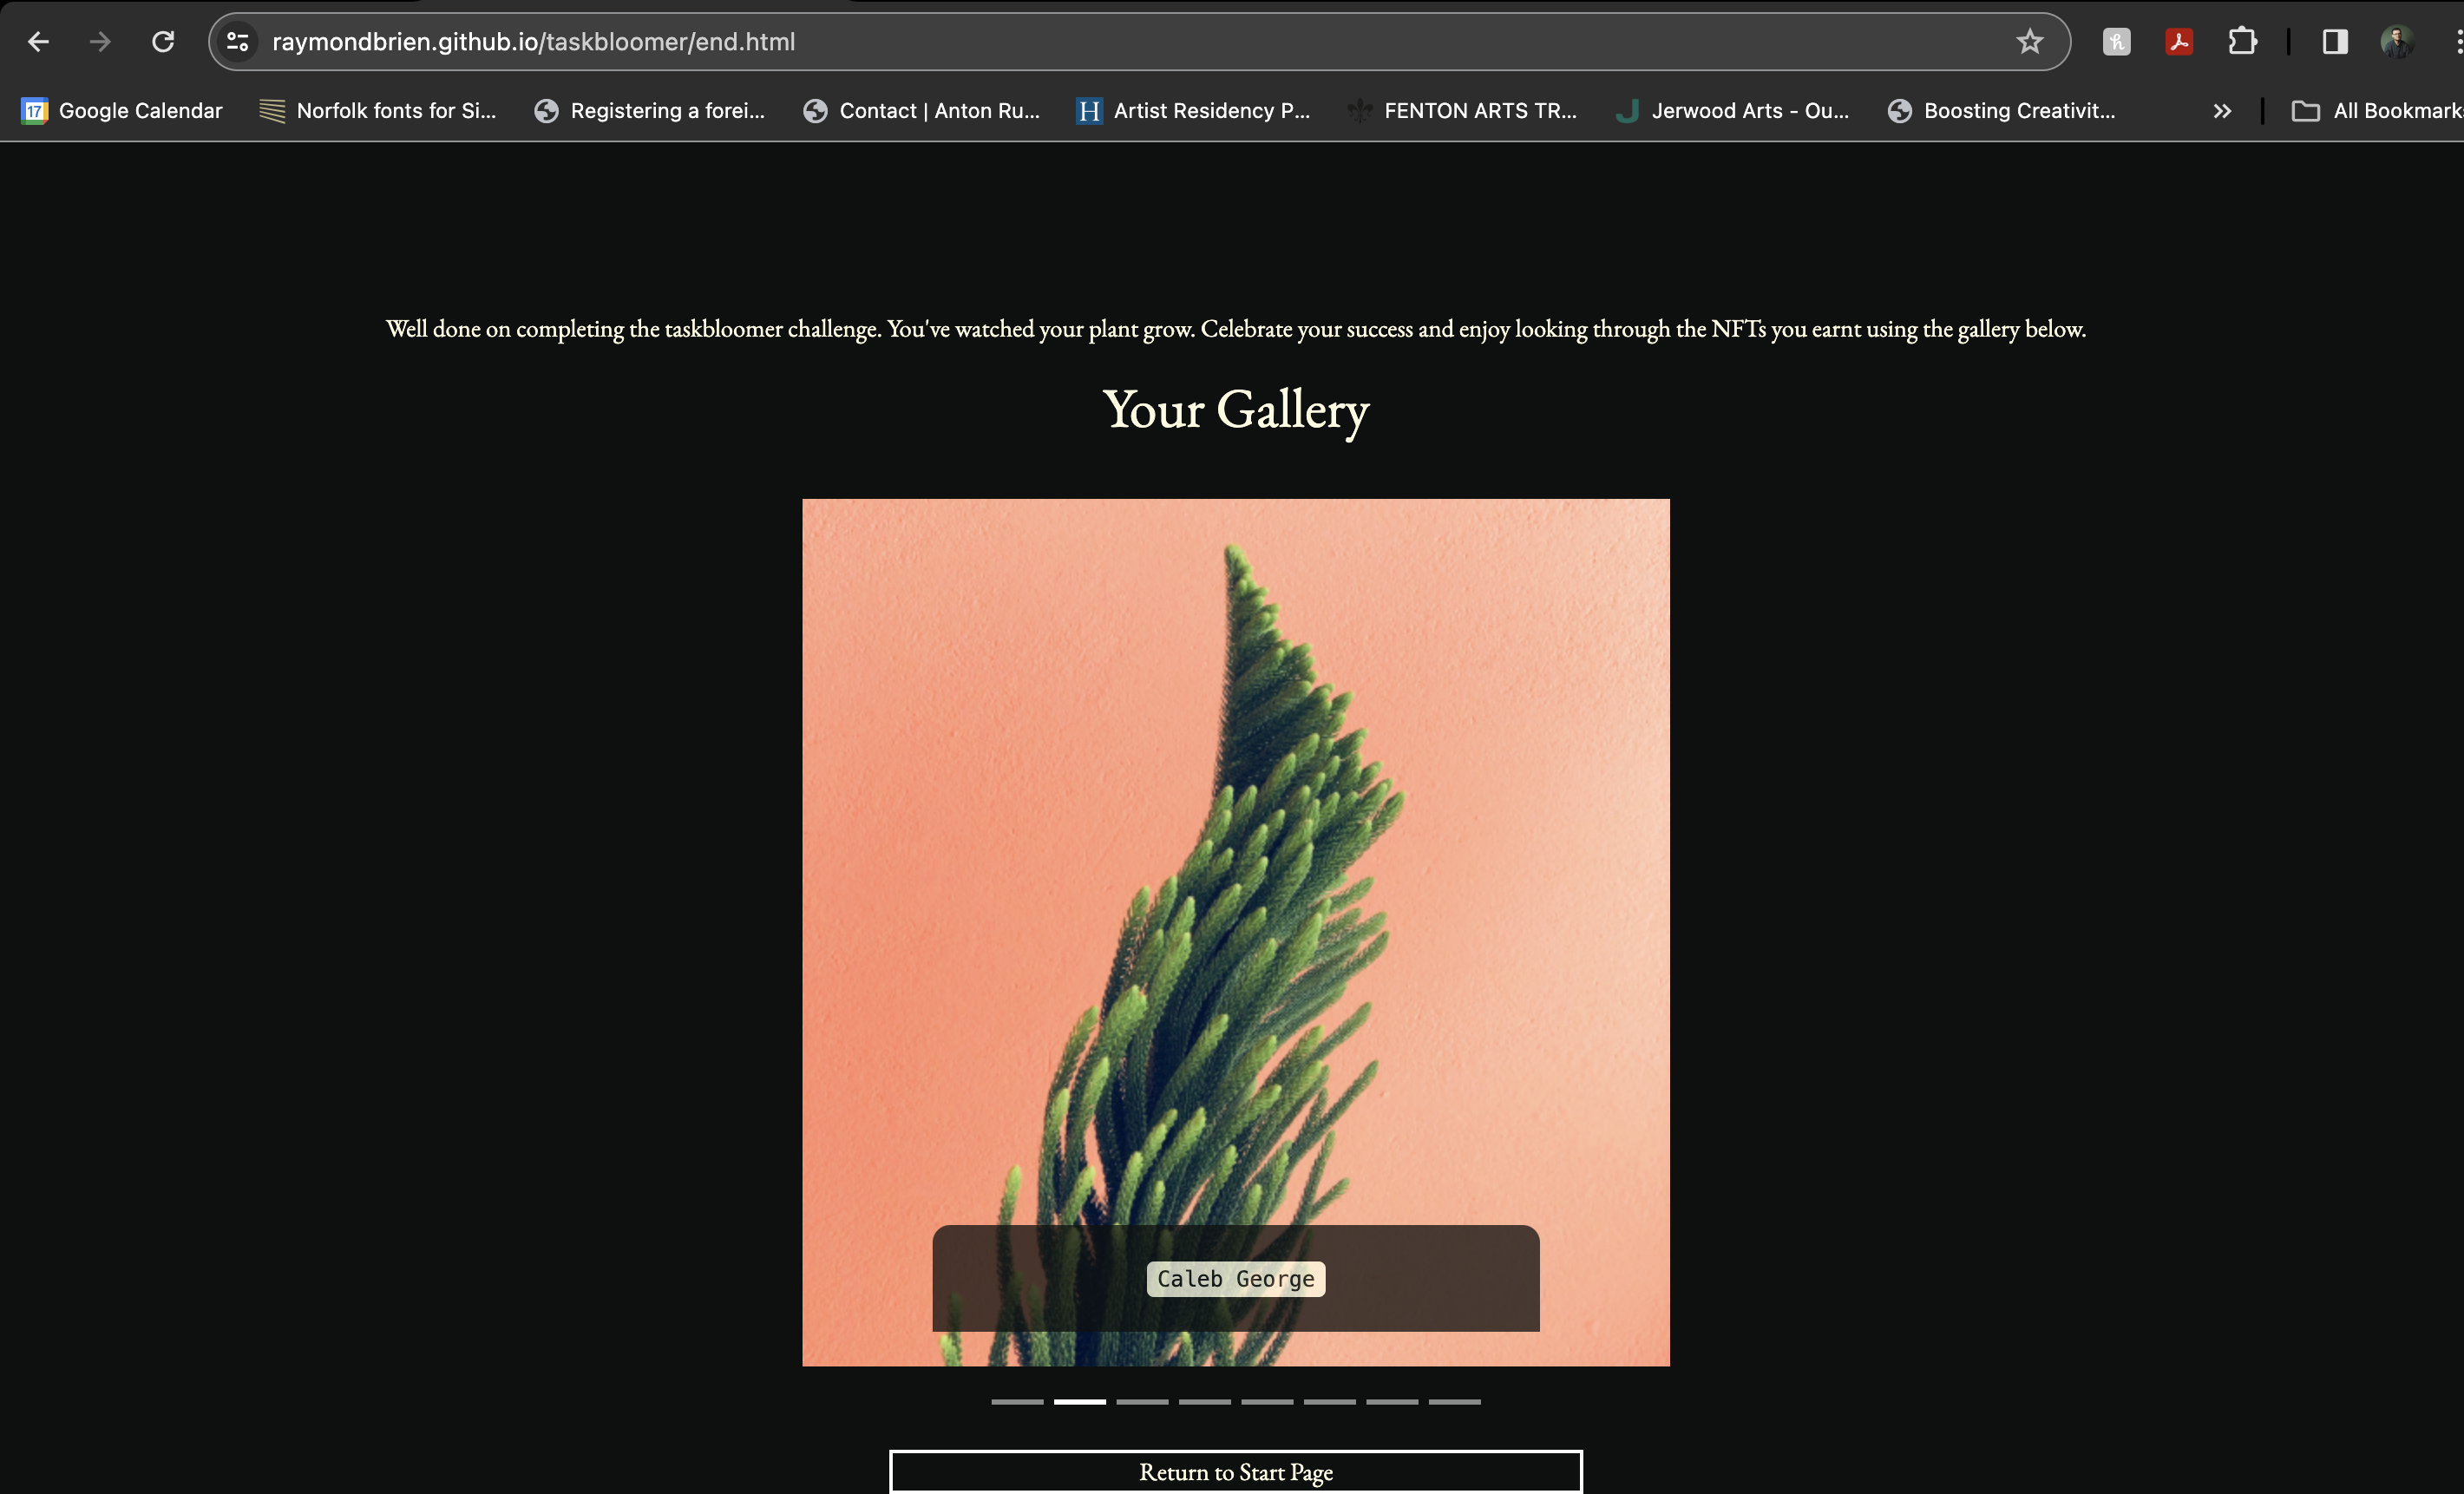 raymondbrien.github.io/taskbloomer/end.html
17 Google Calendar
Norfolk fonts for Si...
Registering a forei...
Contact | Anton Ru...
H Artist Residency P...
FENTON ARTS TR...
J Jerwood Arts - Ou...
Boosting Creativit...
All Bookmark
Well done on completing the taskbloomer challenge. You've watched your plant grow. Celebrate your success and enjoy looking through the NFTs you earnt using the gallery below.
Your Gallery
Caleb George
Return to Start Page